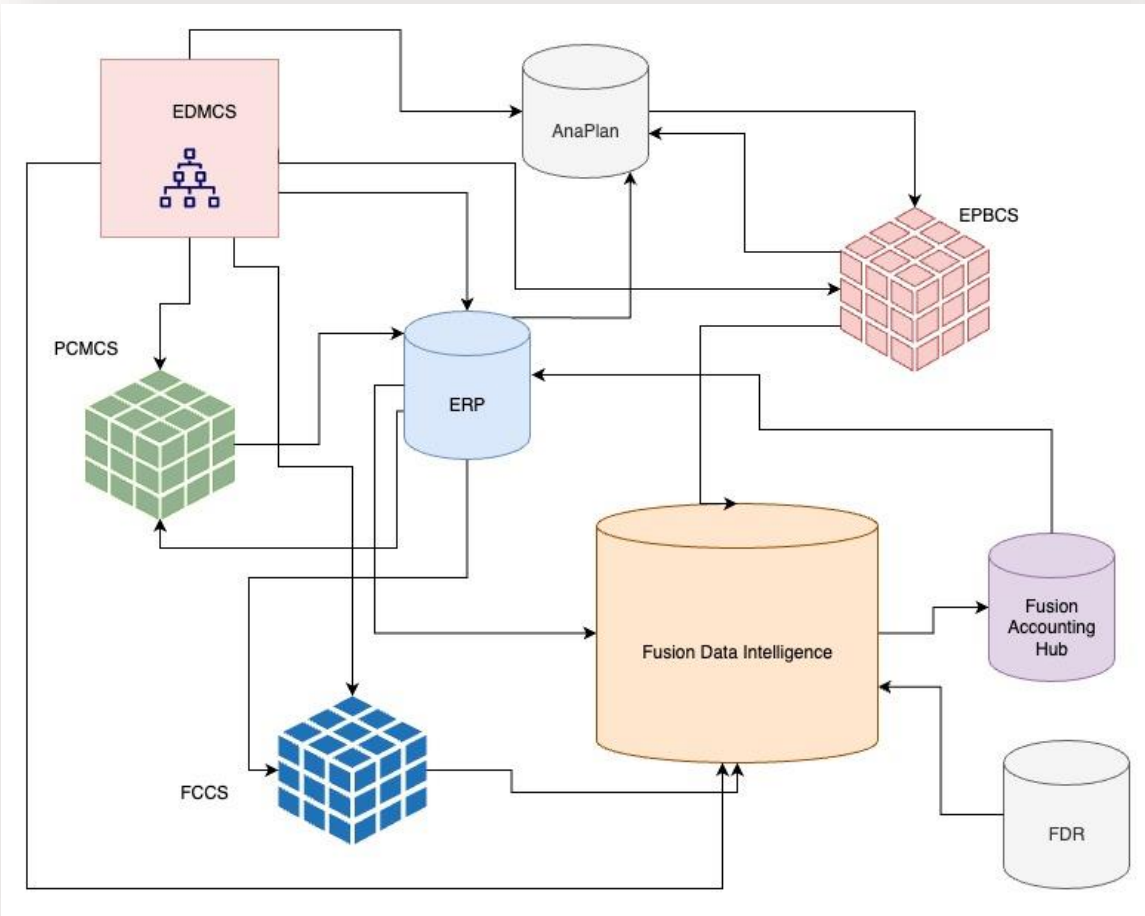 EDMCS
AnaPlan
EPBCS
PCMCS
ERP
Fusion Data Intelligence
Fusion
Accounting
Hub
FCCS
FDR